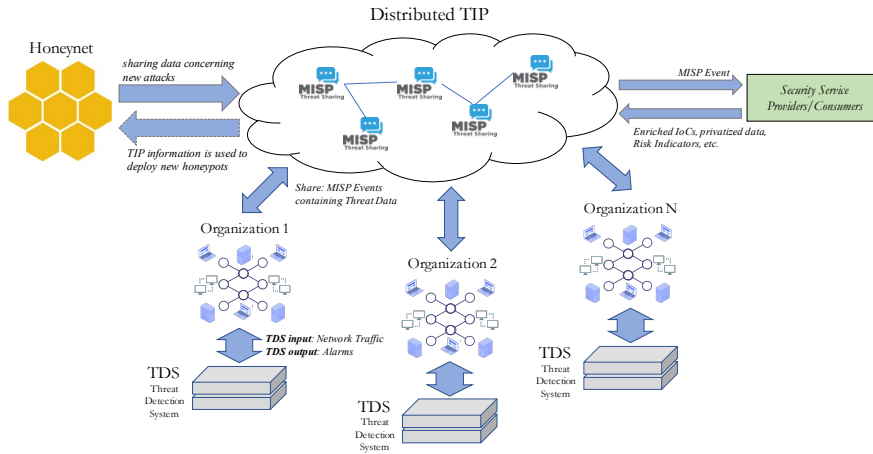 Distributed TIP
Honeynet
sharing data concerning
new attacks
TIP information is used to
deploy new honeypots
MISP
Threat Sharing
MISP
Threat Sharing
MISP
Threat Sharing
MISP
Threat Sharing
MISP
Threat Sharing
MISP Event
Security Service
Providers/Consumers
Enriched IoCs, privatized data,
Risk Indicators, etc.
Share: MISP Events
containing Threat Data
Organization 1
Organization 2
Organization N
TDS input: Network Traffic
TDS output: Alarms
TDS
Threat
Detection
System
TDS
Threat
Detection
System
TDS
Threat
Detection
System